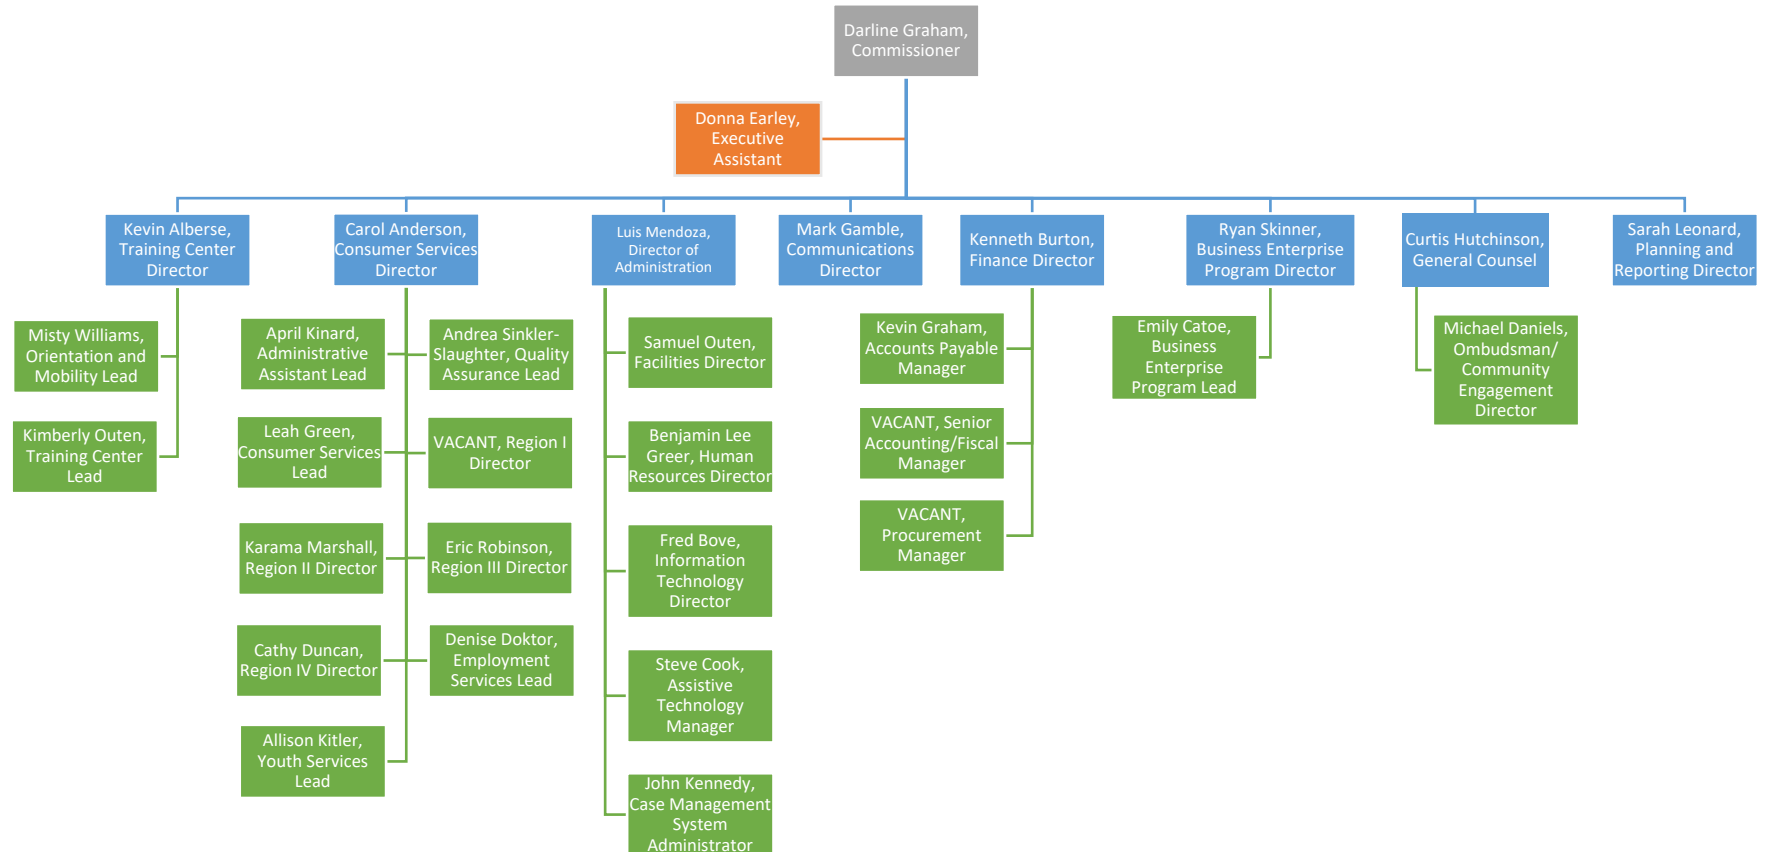 Darline Graham,
Commissioner
Donna Earley,
Executive
Assistant
Kevin Alberse,
Training Center
Director
Carol Anderson,
Consumer Services
Director
Luis Mendoza,
Director of
Administration
Mark Gamble,
Communications
Director
Kenneth Burton,
Finance Director
Ryan Skinner,
Business Enterprise
Program Director
Curtis Hutchinson,
General Counsel
Sarah Leonard,
Planning and
Reporting Director
Misty Williams,
Orientation and
Mobility Lead
Kimberly Outen,
Training Center
Lead
April Kinard,
Administrative
Assistant Lead
Andrea Sinkler-
Slaughter, Quality
Assurance Lead
Leah Green,
Consumer Services
Lead
VACANT, Region I
Director
Karama Marshall,
Region II Director
Eric Robinson,
Region III Director
Cathy Duncan,
Region IV Director
Denise Doktor,
Employment
Services Lead
Allison Kitler,
Youth Services
Lead
Samuel Outen,
Facilities Director
Benjamin Lee
Greer, Human
Resources Director
Fred Bove,
Information
Technology
Director
Steve Cook,
Assistive
Technology
Manager
John Kennedy,
Case Management
System
Administrator
Kevin Graham,
Accounts Payable
Manager
VACANT, Senior
Accounting/Fiscal
Manager
VACANT,
Procurement
Manager
Emily Catoe,
Business
Enterprise
Program Lead
Michael Daniels,
Ombudsman/
Community
Engagement
Director